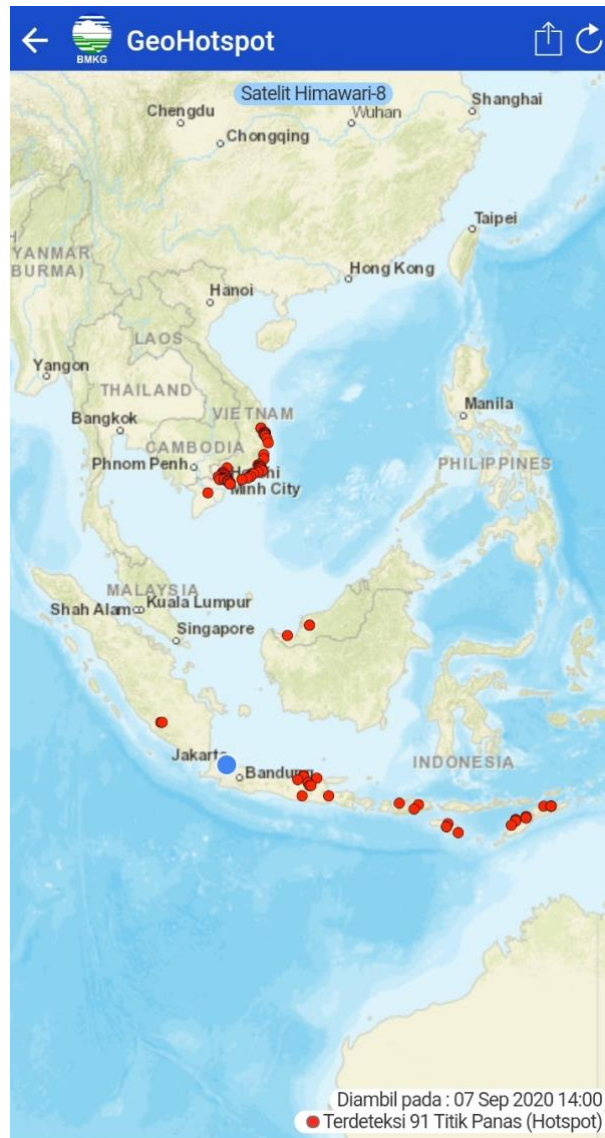 BMKG
GeoHotspot
Satelit Himawari-8
Shanghai
Chengdu
Wuhan
Chongqing
Taipei
YANMAR
BURMA)
Hong Kong
Hanoi
LAOS
Yangon
THAILAND
Manila
Bangkok
VIETNAM
CAMBODIA
Phnom Penh
PHILIPPINES
Minh City
MALAYSIA
Shah Alam
Kuala Lumpur
Singapore
Jakarta
Bandung
INDONESIA
Diambil pada : 07 Sep 2020 14:00
Terdeteksi 91 Titik Panas (Hotspot)